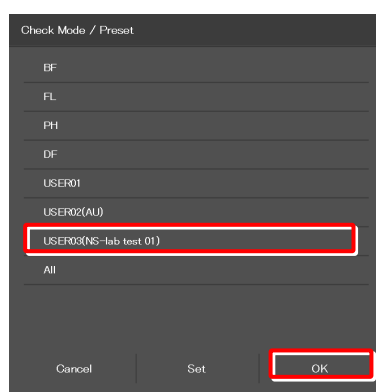 Check Mode / Preset
BF
FL
PH
DF
USER01
USER02(AU)
USER03(NS-lab test 01)
All
Cancel Set OK